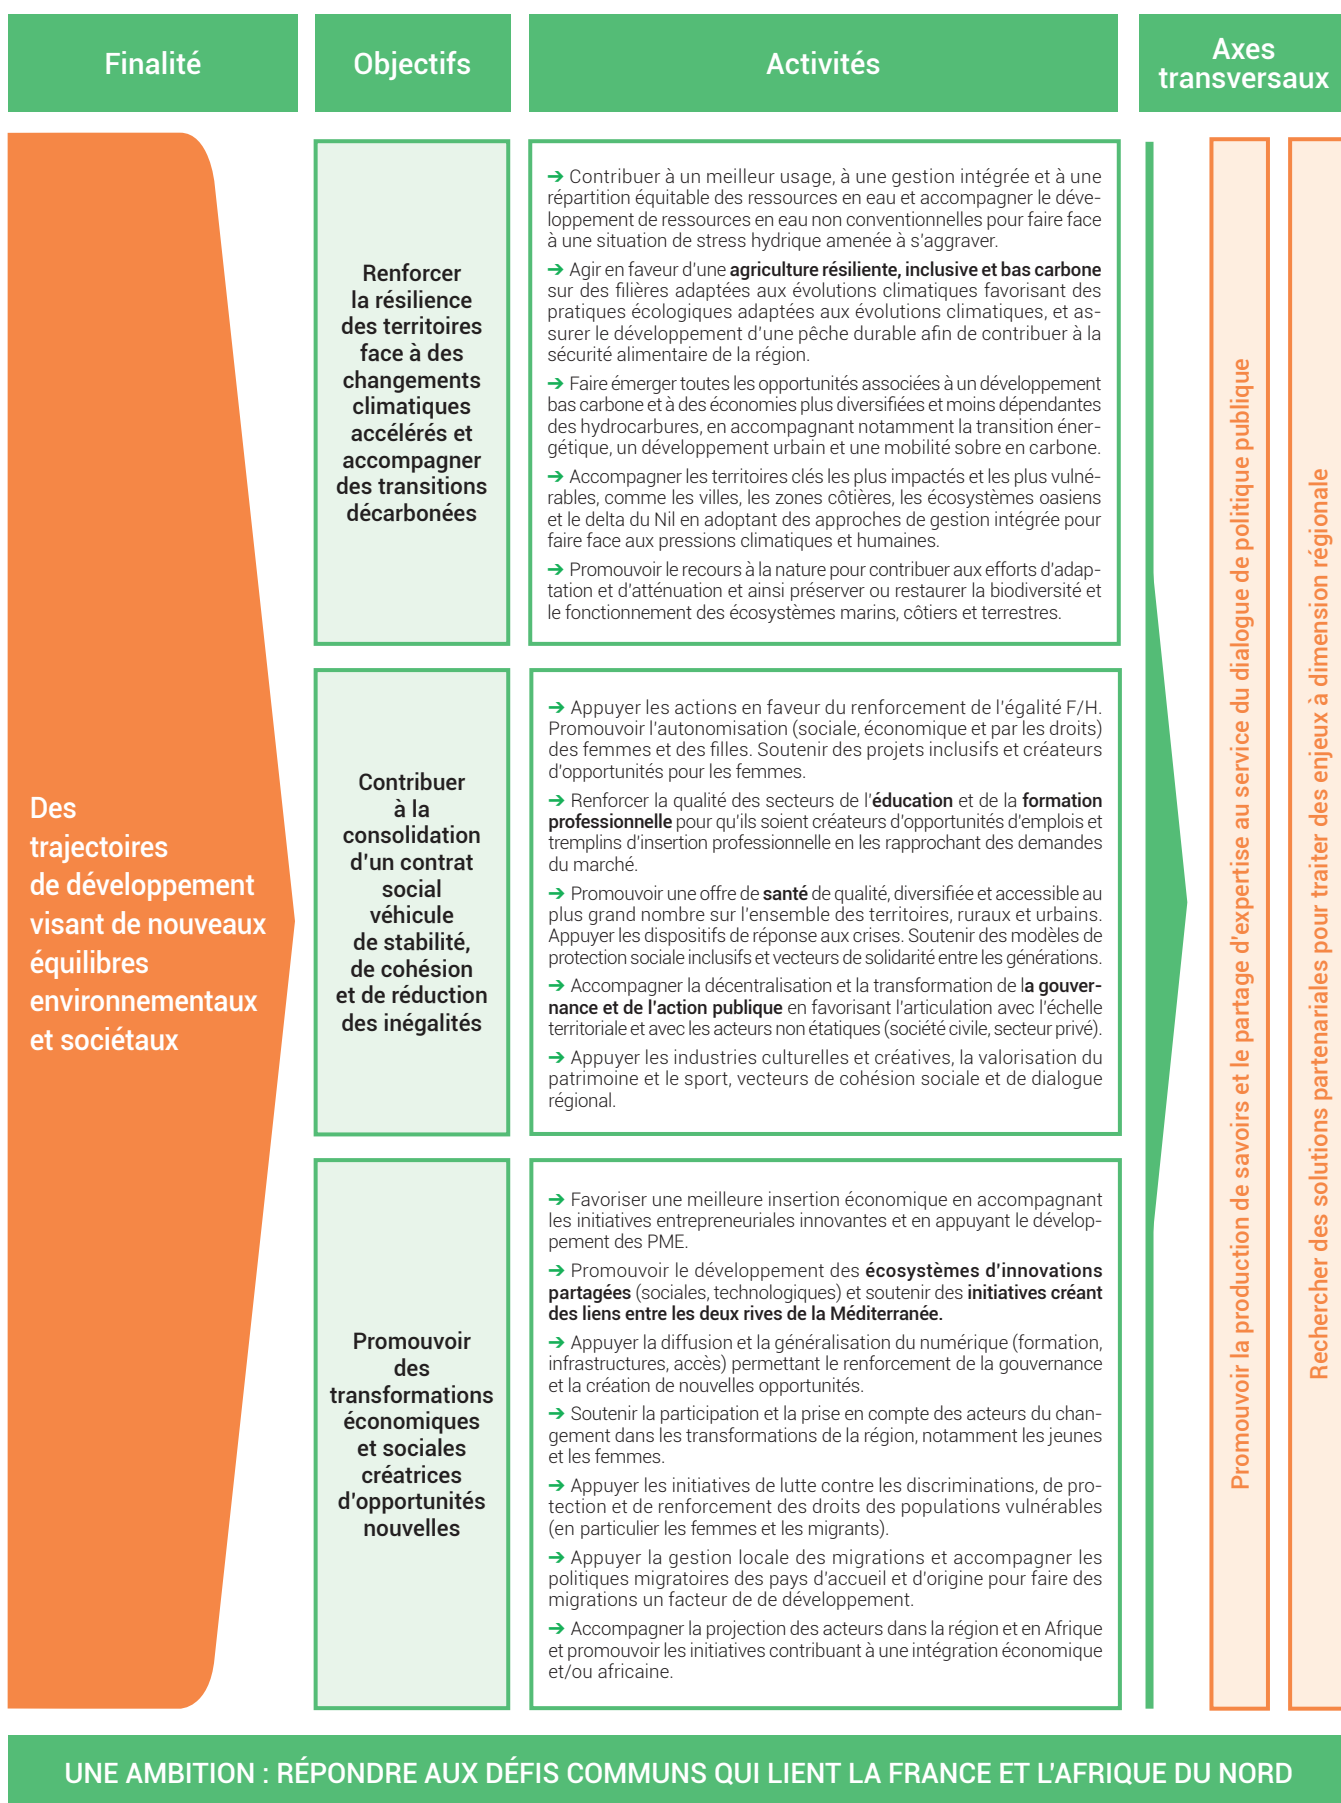 Finalité
Objectifs
Activités
Axes
transversaux
Des
trajectoires
de développement
visant de nouveaux
équilibres
environnementaux
et sociétaux
Renforcer
la résilience
des territoires
face à des
changements
climatiques
accélérés et
accompagner
des transitions
décarbonées
➔ Contribuer à un meilleur usage, à une gestion intégrée et à une
répartition équitable des ressources en eau et accompagner le déve-
loppement de ressources en eau non conventionnelles pour faire face
à une situation de stress hydrique amenée à s'aggraver.
➔ Agir en faveur d'une agriculture résiliente, inclusive et bas carbone
sur des filières adaptées aux évolutions climatiques favorisant des
pratiques écologiques adaptées aux évolutions climatiques, et as-
surer le développement d'une pêche durable afin de contribuer à la
sécurité alimentaire de la région.
➔ Faire émerger toutes les opportunités associées à un développement
bas carbone et à des économies plus diversifiées et moins dépendantes
des hydrocarbures, en accompagnant notamment la transition éner-
gétique, un développement urbain et une mobilité sobre en carbone.
➔ Accompagner les territoires clés les plus impactés et les plus vulné-
rables, comme les villes, les zones côtières, les écosystèmes oasiens
et le delta du Nil en adoptant des approches de gestion intégrée pour
faire face aux pressions climatiques et humaines.
➔ Promouvoir le recours à la nature pour contribuer aux efforts d'adap-
tation et d'atténuation et ainsi préserver ou restaurer la biodiversité et
le fonctionnement des écosystèmes marins, côtiers et terrestres.
Contribuer
à la
consolidation
d'un contrat
social
véhicule
de stabilité,
de cohésion
et de réduction
des inégalités
➔ Appuyer les actions en faveur du renforcement de l'égalité F/H.
Promouvoir l'autonomisation (sociale, économique et par les droits)
des femmes et des filles. Soutenir des projets inclusifs et créateurs
d'opportunités pour les femmes.
➔ Renforcer la qualité des secteurs de l'éducation et de la formation
professionnelle pour qu'ils soient créateurs d'opportunités d'emplois et
tremplins d'insertion professionnelle en les rapprochant des demandes
du marché.
➔ Promouvoir une offre de santé de qualité, diversifiée et accessible au
plus grand nombre sur l'ensemble des territoires, ruraux et urbains.
Appuyer les dispositifs de réponse aux crises. Soutenir des modèles de
protection sociale inclusifs et vecteurs de solidarité entre les générations.
➔ Accompagner la décentralisation et la transformation de la gouver-
nance et de l'action publique en favorisant l'articulation avec l'échelle
territoriale et avec les acteurs non étatiques (société civile, secteur privé).
➔ Appuyer les industries culturelles et créatives, la valorisation du
patrimoine et le sport, vecteurs de cohésion sociale et de dialogue
régional.
Promouvoir
des
transformations
économiques
et sociales
créatrices
d'opportunités
nouvelles
➔ Favoriser une meilleure insertion économique en accompagnant
les initiatives entrepreneuriales innovantes et en appuyant le dévelop-
pement des PME.
➔ Promouvoir le développement des écosystèmes d'innovations
partagées (sociales, technologiques) et soutenir des initiatives créant
des liens entre les deux rives de la Méditerranée.
➔ Appuyer la diffusion et la généralisation du numérique (formation,
infrastructures, accès) permettant le renforcement de la gouvernance
et la création de nouvelles opportunités.
➔ Soutenir la participation et la prise en compte des acteurs du chan-
gement dans les transformations de la région, notamment les jeunes
et les femmes.
➔ Appuyer les initiatives de lutte contre les discriminations, de pro-
tection et de renforcement des droits des populations vulnérables
(en particulier les femmes et les migrants).
➔ Appuyer la gestion locale des migrations et accompagner les
politiques migratoires des pays d'accueil et d'origine pour faire des
migrations un facteur de de développement.
➔ Accompagner la projection des acteurs dans la région et en Afrique
et promouvoir les initiatives contribuant à une intégration économique
et/ou africaine.
Promouvoir la production de savoirs et le partage d'expertise au service du dialogue de politique publique
Rechercher des solutions partenariales pour traiter des enjeux à dimension régionale
UNE AMBITION : RÉPONDRE AUX DÉFIS COMMUNS QUI LIENT LA FRANCE ET L'AFRIQUE DU NORD